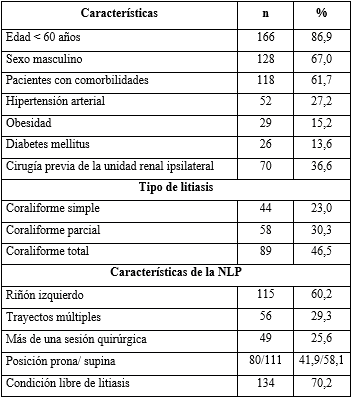 Características n %
Edad < 60 años 166 86,9
Sexo masculino 128 67,0
Pacientes con comorbilidades 118 61,7
Hipertensión arterial 52 27,2
Obesidad 29 15,2
Diabetes mellitus 26 13,6
Cirugía previa de la unidad renal ipsilateral 70 36,6
Tipo de litiasis
Coraliforme simple 44 23,0
Coraliforme parcial 58 30,3
Coraliforme total 89 46,5
Características de la NLP
Riñón izquierdo 115 60,2
Trayectos múltiples 56 29,3
Más de una sesión quirúrgica 49 25,6
Posición prona/ supina 80/111 41,9/58,1
Condición libre de litiasis 134 70,2